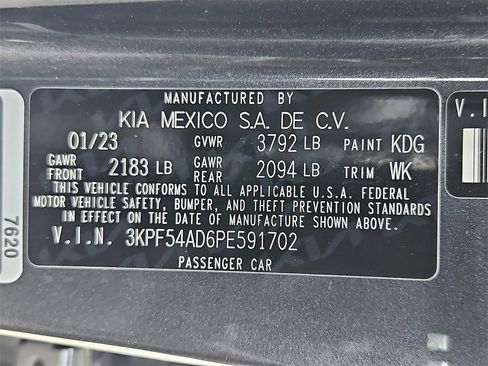 MANUFACTURED BY
KIA MEXICO S.A. DE C.V.
01/23 GVWR 3792 LB PAINT KDG
GAWR FRONT 2183 LB GAWR REAR 2094 LB TRIM WK
THIS VEHICLE CONFORMS TO ALL APPLICABLE U.S.A. FEDERAL
MOTOR VEHICLE SAFETY, BUMPER, AND THEFT PREVENTION STANDARDS
IN EFFECT ON THE DATE OF MANUFACTURE SHOWN ABOVE.
V.I.N. 3KPF54AD6PE591702
PASSENGER CAR
7620
V.I